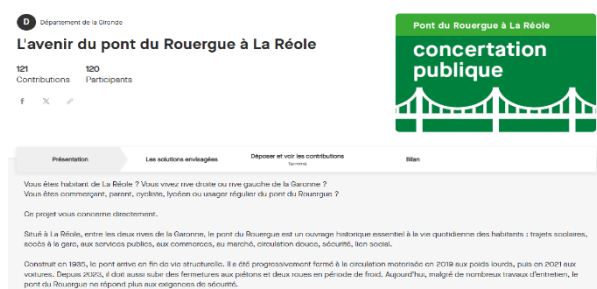 D Département de la Gironde
L'avenir du pont du Rouergue à La Réole
121 120
Contributions Participants
Pont du Rouergue à La Réole
concertation
publique
Présentation
Les solutions envisagées
Déposer et voir les contributions
Terminé
Bilan
Vous êtes habitant de La Réole ? Vous vivez rive droite ou rive gauche de la Garonne ?
Vous êtes commerçant, parent, cycliste, lycéen ou usager régulier du pont du Rouergue ?
Ce projet vous concerne directement.
Situé à La Réole, entre les deux rives de la Garonne, le pont du Rouergue est un ouvrage historique essentiel à la vie quotidienne des habitants : trajets scolaires,
accès à la gare, aux services publics, aux commerces, au marché, circulation douce, sécurité, lien social.
Construit en 1935, le pont arrive en fin de vie structurelle. Il a été progressivement fermé à la circulation motorisée en 2019 aux poids lourds, puis en 2021 aux
voitures. Depuis 2023, il doit aussi subir des fermetures aux piétons et deux roues en période de froid. Aujourd'hui, malgré de nombreux travaux d'entretien, le
pont du Rouergue ne répond plus aux exigences de sécurité.